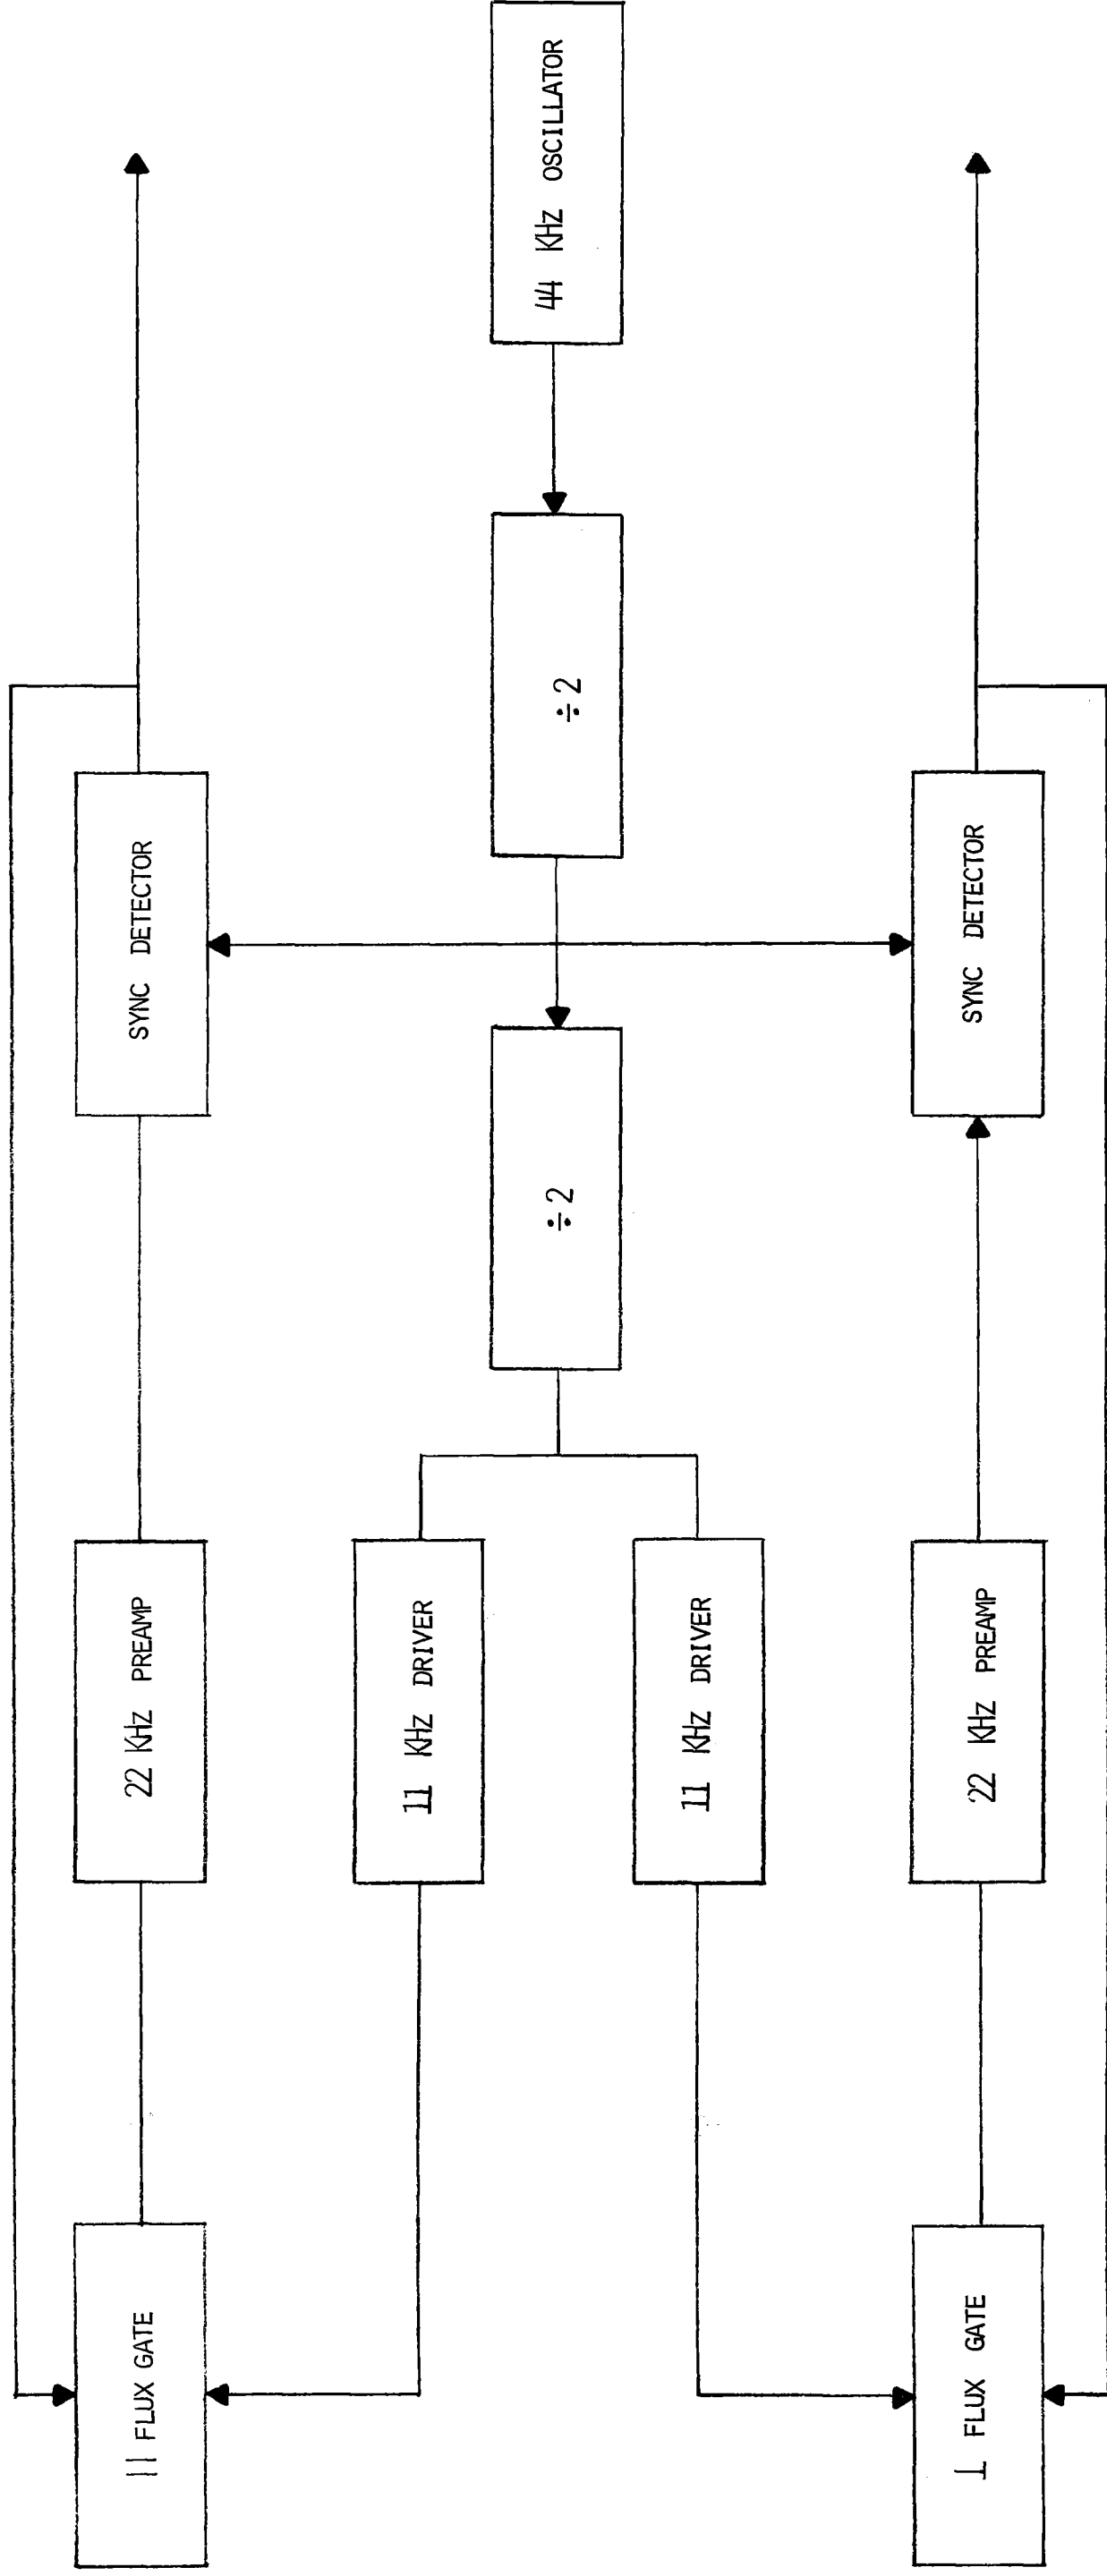 || FLUX GATE
22 KHZ PREAMP
SYNC DETECTOR
11 KHZ DRIVER
11 KHZ DRIVER
÷2
÷2
44 KHZ OSCILLATOR
⊥ FLUX GATE
22 KHZ PREAMP
SYNC DETECTOR